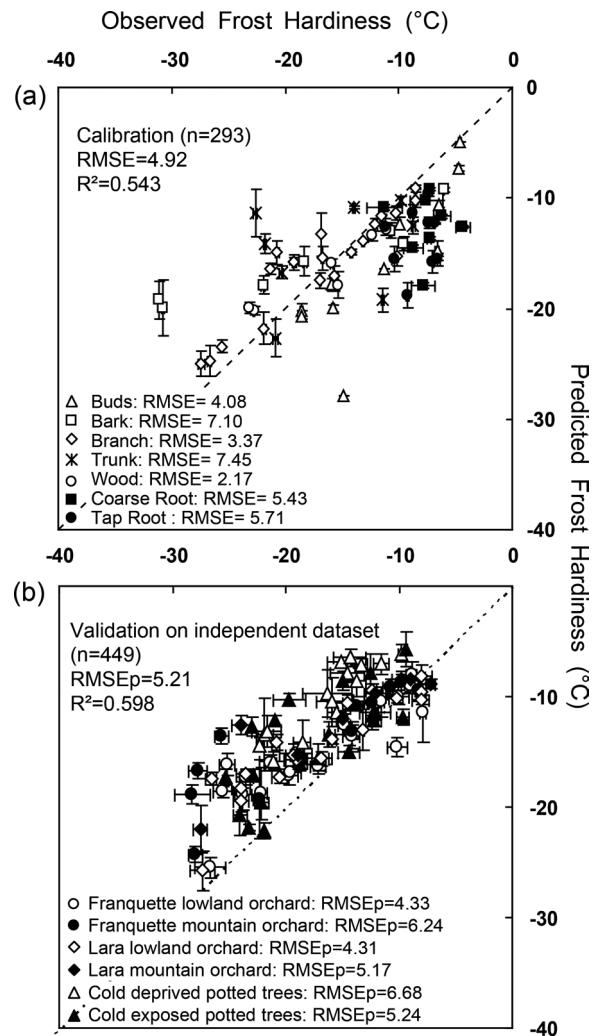 Observed Frost Hardiness (°C)
-40 -30 -20 -10 0
(a)
0
Calibration (n=293)
RMSE=4.92
R²=0.543
-10
-20
-30
-40
Buds: RMSE= 4.08
Bark: RMSE= 7.10
Branch: RMSE= 3.37
Trunk: RMSE= 7.45
Wood: RMSE= 2.17
Coarse Root: RMSE= 5.43
Tap Root : RMSE= 5.71
Predicted Frost Hardiness (°C)
-40 -30 -20 -10 0
(b)
Validation on independent dataset
(n=449)
RMSEp=5.21
R²=0.598
-10
-20
-30
-40
Franquette lowland orchard: RMSEp=4.33
Franquette mountain orchard: RMSEp=6.24
Lara lowland orchard: RMSEp=4.31
Lara mountain orchard: RMSEp=5.17
Cold deprived potted trees: RMSEp=6.68
Cold exposed potted trees: RMSEp=5.24